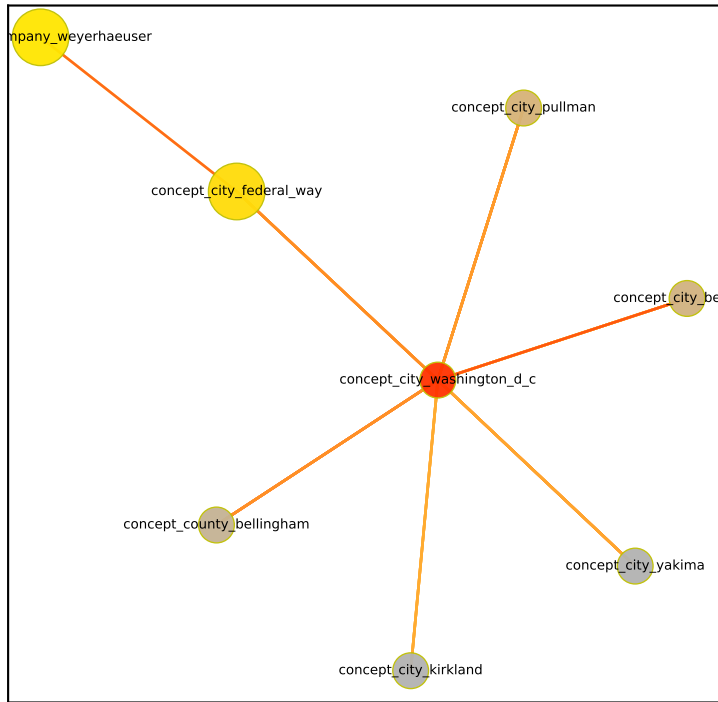 mpany_weyerhaeuser
concept_city_pullman
concept_city_federal_way
concept_city_be
concept_city_washington_d_c
concept_county_bellingham
concept_city_yakima
concept_city_kirkland